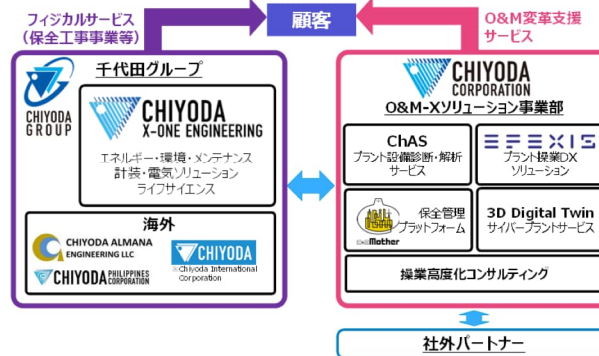 フィジカルサービス
（保全工事事業等）
顧客
O&M変革支援
サービス
千代田グループ
CHIYODA
GROUP
CHIYODA
X-ONE ENGINEERING
エネルギー・環境・メンテナンス
計装・電気ソリューション
ライフサイエンス
海外
CHIYODA ALMANA
ENGINEERING LLC
CHIYODA PHILIPPINES
CORPORATION
CHIYODA
※Chiyoda International
Corporation
CHIYODA
CORPORATION
O&M-Xソリューション事業部
ChAS
プラント設備診断・解析
サービス
EFEXIS
プラント操業DX
ソリューション
Mother
保全管理
プラットフォーム
3D Digital Twin
サイバープラントサービス
操業高度化コンサルティング
社外パートナー